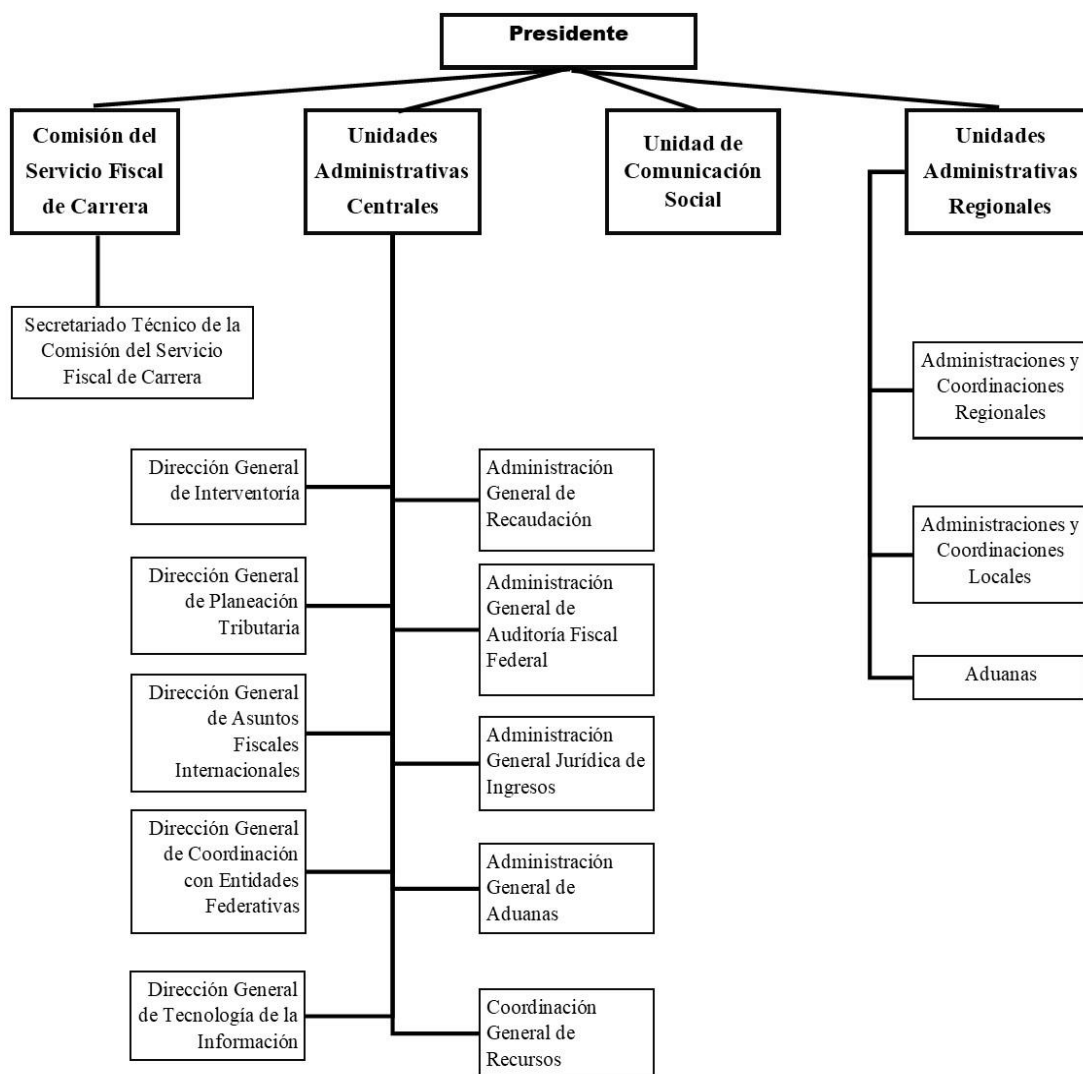 Presidente
Comisión del
Servicio Fiscal
de Carrera
Unidades
Administrativas
Centrales
Unidad de
Comunicación
Social
Unidades
Administrativas
Regionales
Secretariado Técnico de la
Comisión del Servicio
Fiscal de Carrera
Dirección General
de Interventoría
Dirección General
de Planeación
Tributaria
Dirección General
de Asuntos
Fiscales
Internacionales
Dirección General
de Coordinación
con Entidades
Federativas
Dirección General
de Tecnología de la
Información
Administración
General de
Recaudación
Administración
General de
Auditoría Fiscal
Federal
Administración
General Jurídica de
Ingresos
Administración
General de
Aduanas
Coordinación
General de
Recursos
Administraciones y
Coordinaciones
Regionales
Administraciones y
Coordinaciones
Locales
Aduanas